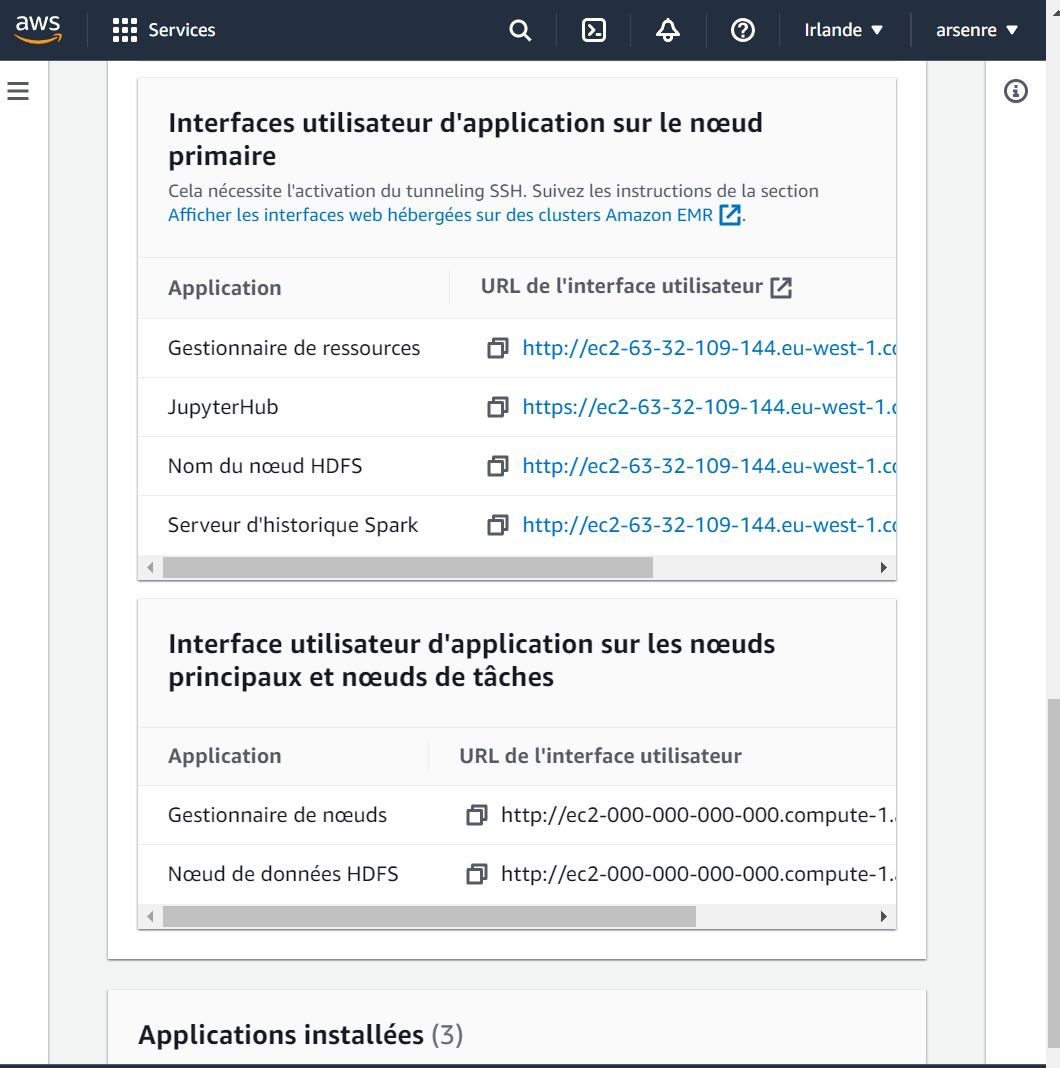 aws
Services
Irlande
arsenre
Interfaces utilisateur d'application sur le nœud
primaire
Cela nécessite l'activation du tunneling SSH. Suivez les instructions de la section
Afficher les interfaces web hébergées sur des clusters Amazon EMR.
Application URL de l'interface utilisateur
Gestionnaire de ressources http://ec2-63-32-109-144.eu-west-1.co
JupyterHub https://ec2-63-32-109-144.eu-west-1.c
Nom du nœud HDFS http://ec2-63-32-109-144.eu-west-1.co
Serveur d'historique Spark http://ec2-63-32-109-144.eu-west-1.co
Interface utilisateur d'application sur les nœuds
principaux et nœuds de tâches
Application URL de l'interface utilisateur
Gestionnaire de nœuds http://ec2-000-000-000-000.compute-1.
Nœud de données HDFS http://ec2-000-000-000-000.compute-1.
Applications installées (3)